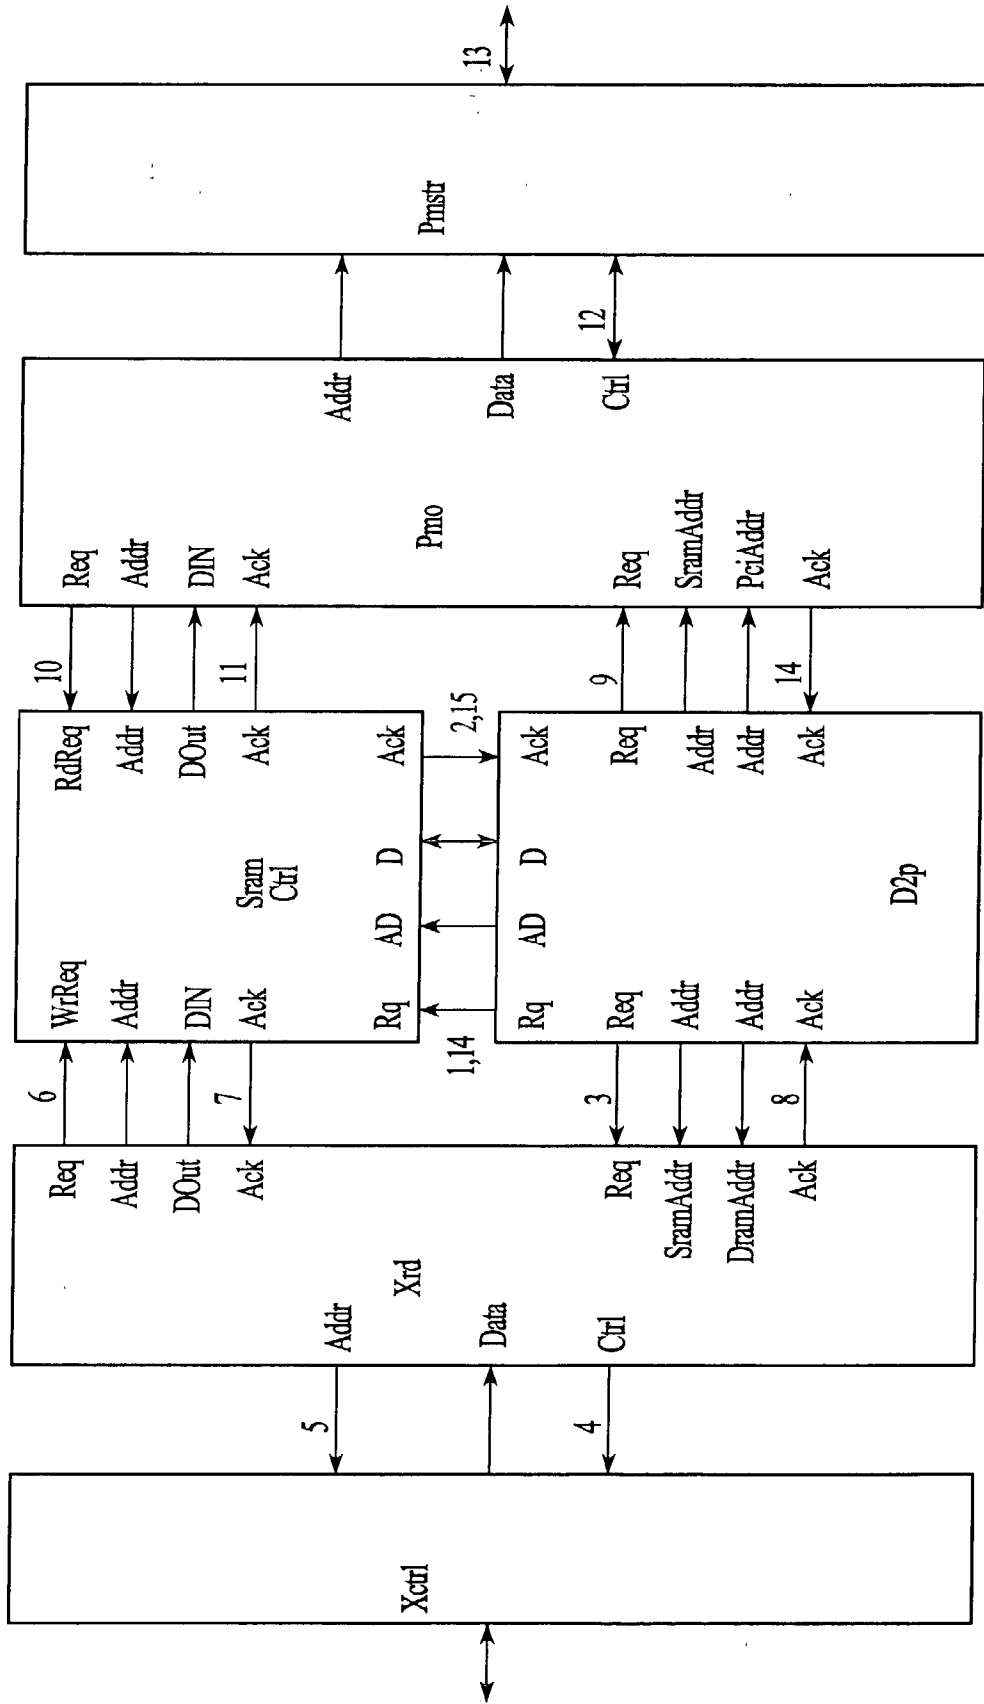 6
10
Req
WrReq
RdReq
Req
Addr
Addr
Addr
Addr
DOut
DIN
DOut
DIN
7
11
Ack
Ack
Ack
Ack
Sram
Ctrl
5
Addr
Addr
Rq
AD
D
Ack
Xctrl
Xrd
Pmo
Pmstr
1,14
2,15
13
Data
Data
Rq
AD
D
Ack
4
3
9
12
Ctrl
Req
Req
Req
Req
Ctrl
SramAddr
Addr
Addr
SramAddr
DramAddr
Addr
Addr
PciAddr
8
14
Ack
Ack
Ack
Ack
D2p